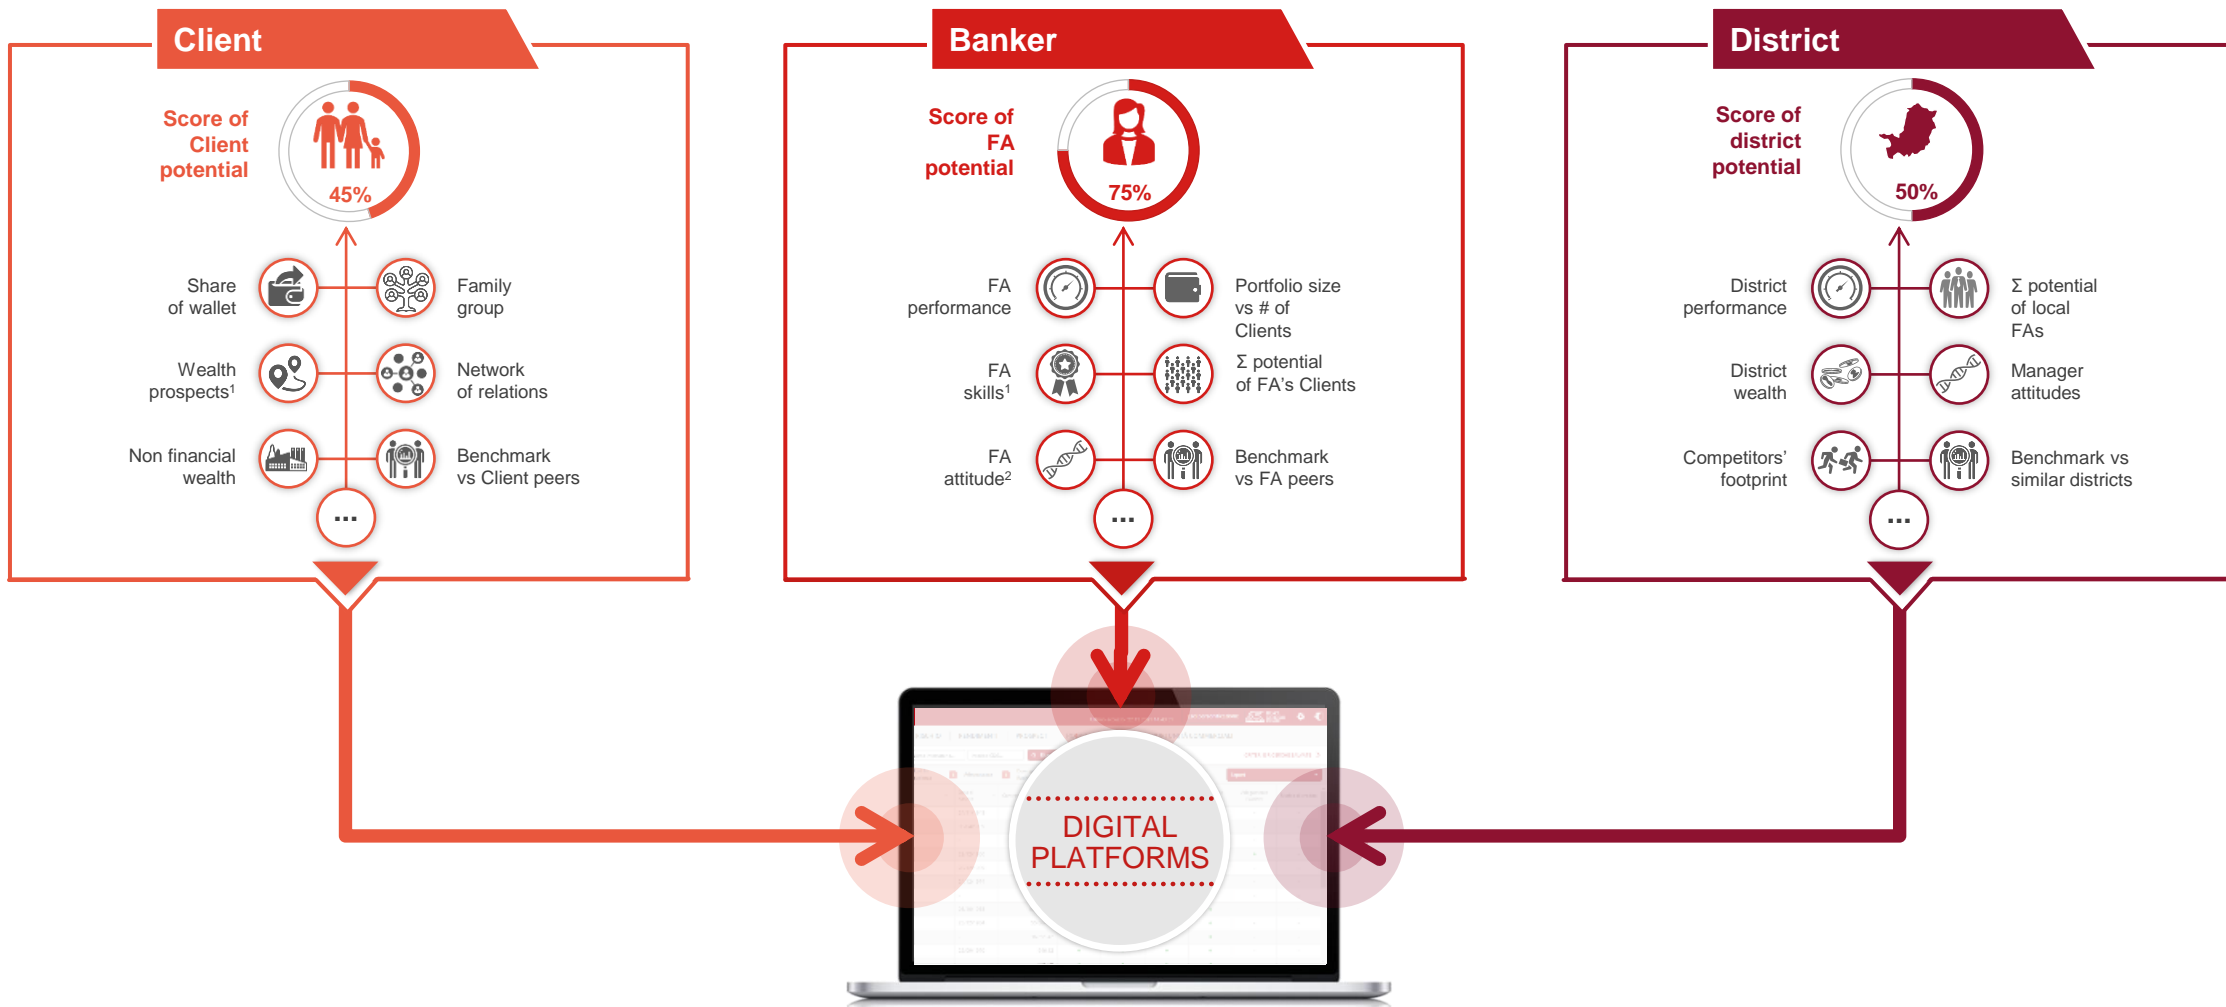 Client
Score of
Client
potential
45%
Share
of wallet
Family
group
Wealth
prospects¹
Network
of relations
Non financial
wealth
Benchmark
vs Client peers
...
Banker
Score of
FA
potential
75%
FA
performance
Portfolio size
vs # of
Clients
FA
skills¹
Σ potential
of FA's Clients
FA
attitude²
Benchmark
vs FA peers
...
District
Score of
district
potential
50%
District
performance
Σ potential
of local
FAs
District
wealth
Manager
attitudes
Competitors'
footprint
Benchmark vs
similar districts
...
DIGITAL
PLATFORMS